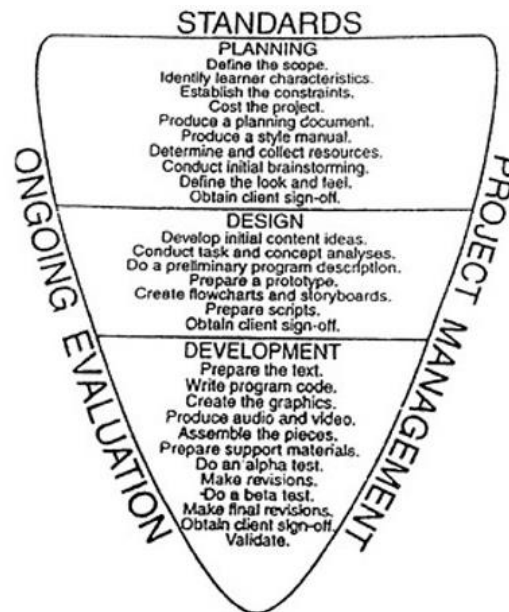 STANDARDS
PLANNING
Define the scope.
Identify learner characteristics.
Establish the constraints.
Cost the project.
Produce a planning document.
Produce a style manual.
Determine and collect resources.
Conduct initial brainstorming.
Define the look and feel.
Obtain client sign-off.
DESIGN
Develop initial content ideas.
Conduct task and concept analyses.
Do a preliminary program description.
Prepare a prototype.
Create flowcharts and storyboards.
Prepare scripts.
Obtain client sign-off.
DEVELOPMENT
Prepare the text.
Write program code.
Create the graphics.
Produce audio and video.
Assemble the pieces.
Prepare support materials.
Do an alpha test.
Make revisions.
Do a beta test.
Make final revisions.
Obtain client sign-off.
Validate.
ONGOING EVALUATION
PROJECT MANAGEMENT